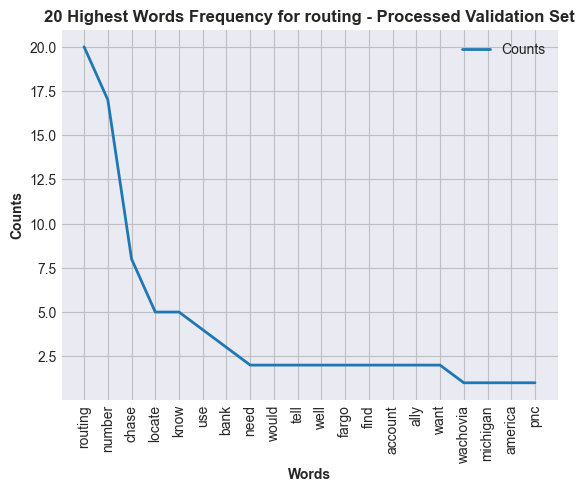 20 Highest Words Frequency for routing - Processed Validation Set
Counts
20.0
17.5
15.0
12.5
10.0
7.5
5.0
2.5
Counts
routing
number
chase
locate
know
use
bank
need
would
tell
well
fargo
find
account
ally
want
wachovia
michigan
america
pnc
Words